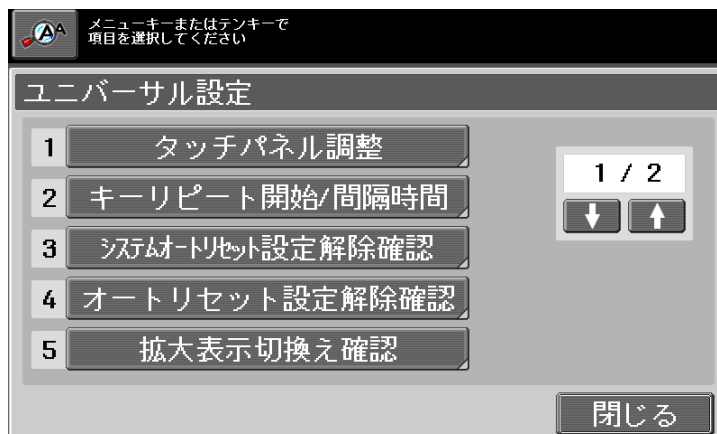 メニューキーまたはテンキーで
項目を選択してください
ユニバーサル設定
1 タッチパネル調整
1 / 2
2 キーリピート開始/間隔時間
3 ｼｽﾃﾑｵｰﾄﾘｾｯﾄ設定解除確認
4 オートリセット設定解除確認
5 拡大表示切換え確認
閉じる